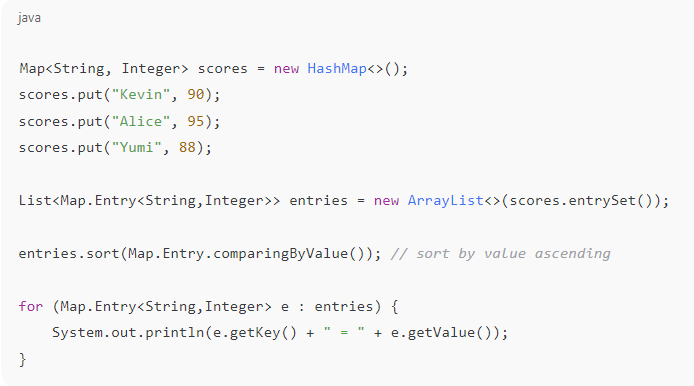 java
Map<String, Integer> scores = new HashMap<>();
scores.put("Kevin", 90);
scores.put("Alice", 95);
scores.put("Yumi", 88);
List<Map.Entry<String,Integer>> entries = new ArrayList<>(scores.entrySet());
entries.sort(Map.Entry.comparingByValue()); // sort by value ascending
for (Map.Entry<String,Integer> e : entries) {
    System.out.println(e.getKey() + " = " + e.getValue());
}